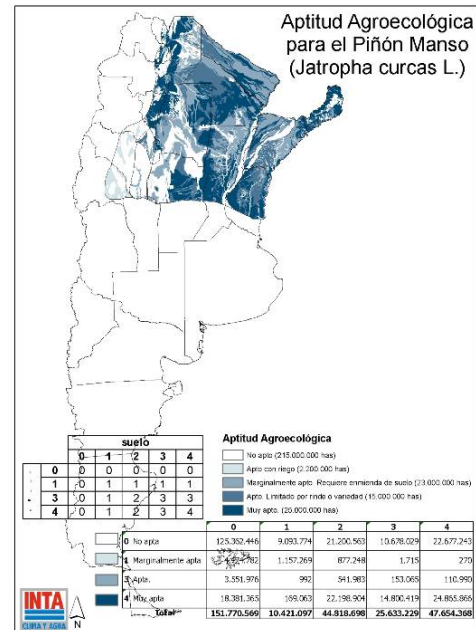 Aptitud Agroecológica
para el Piñón Manso
(Jatropha curcas L.)
suelo
0 1 2 3 4
0 0 0 0 0 0
1 0 1 1 1 1
3 0 1 2 3 3
4 0 1 2 3 4
Aptitud Agroecológica
No apto (215.000.000 has)
Apto con riego (2.200.000 has)
Marginalmente apto. Requiere enmienda de suelo (23.000.000 has)
Apto. Limitado por rinde o variedad (15.000.000 has)
Muy apto. (25.000.000 has)
0 1 2 3 4
0 No apta 125.352.446 9.093.774 21.200.563 10.678.029 22.677.243
1 Marginalmente apta 1.157.269 877.248 1.715 270
3 Apta. 3.551.976 992 541.983 153.065 110.990
4 Muy apta 18.381.365 169.063 22.198.904 14.800.419 24.865.865
Total 151.770.569 10.421.097 44.818.698 25.633.229 47.654.368
INTA
CLIMA Y AGUA
N